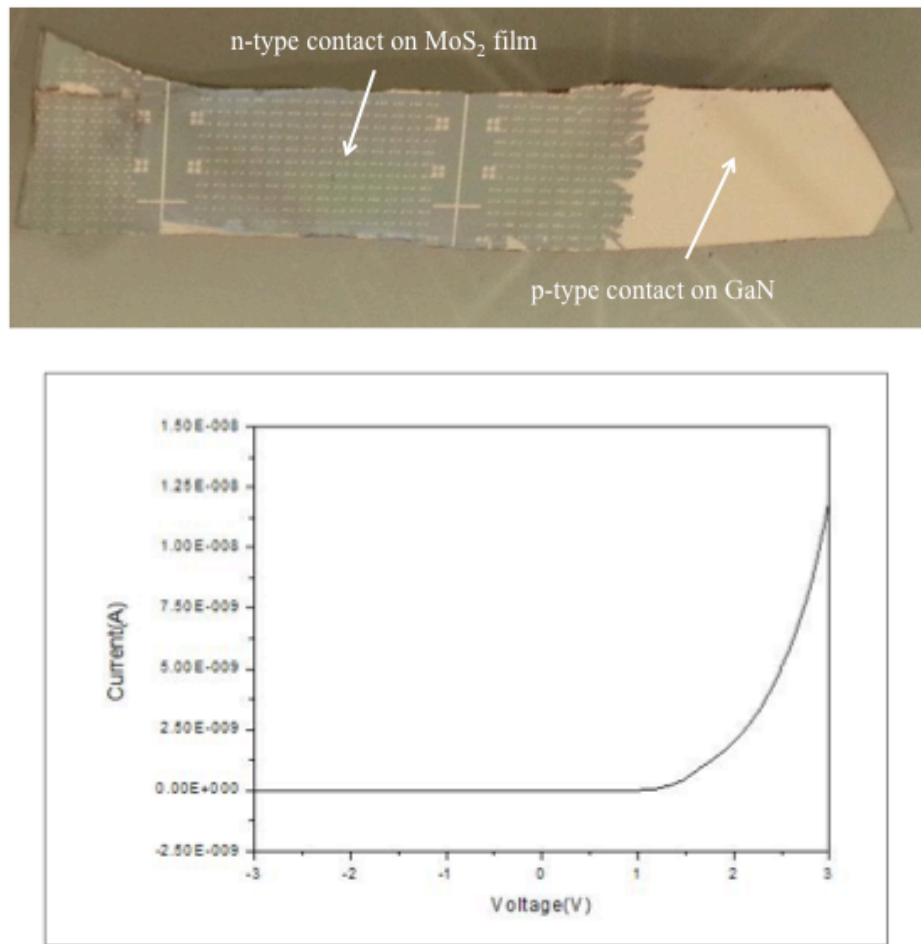 n-type contact on MoS₂ film
p-type contact on GaN
1.50E-008
1.25E-008
1.00E-008
7.50E-009
5.00E-009
2.50E-009
0.00E+000
-2.50E-009
Current(A)
-3 -2 -1 0 1 2 3
Voltage(V)